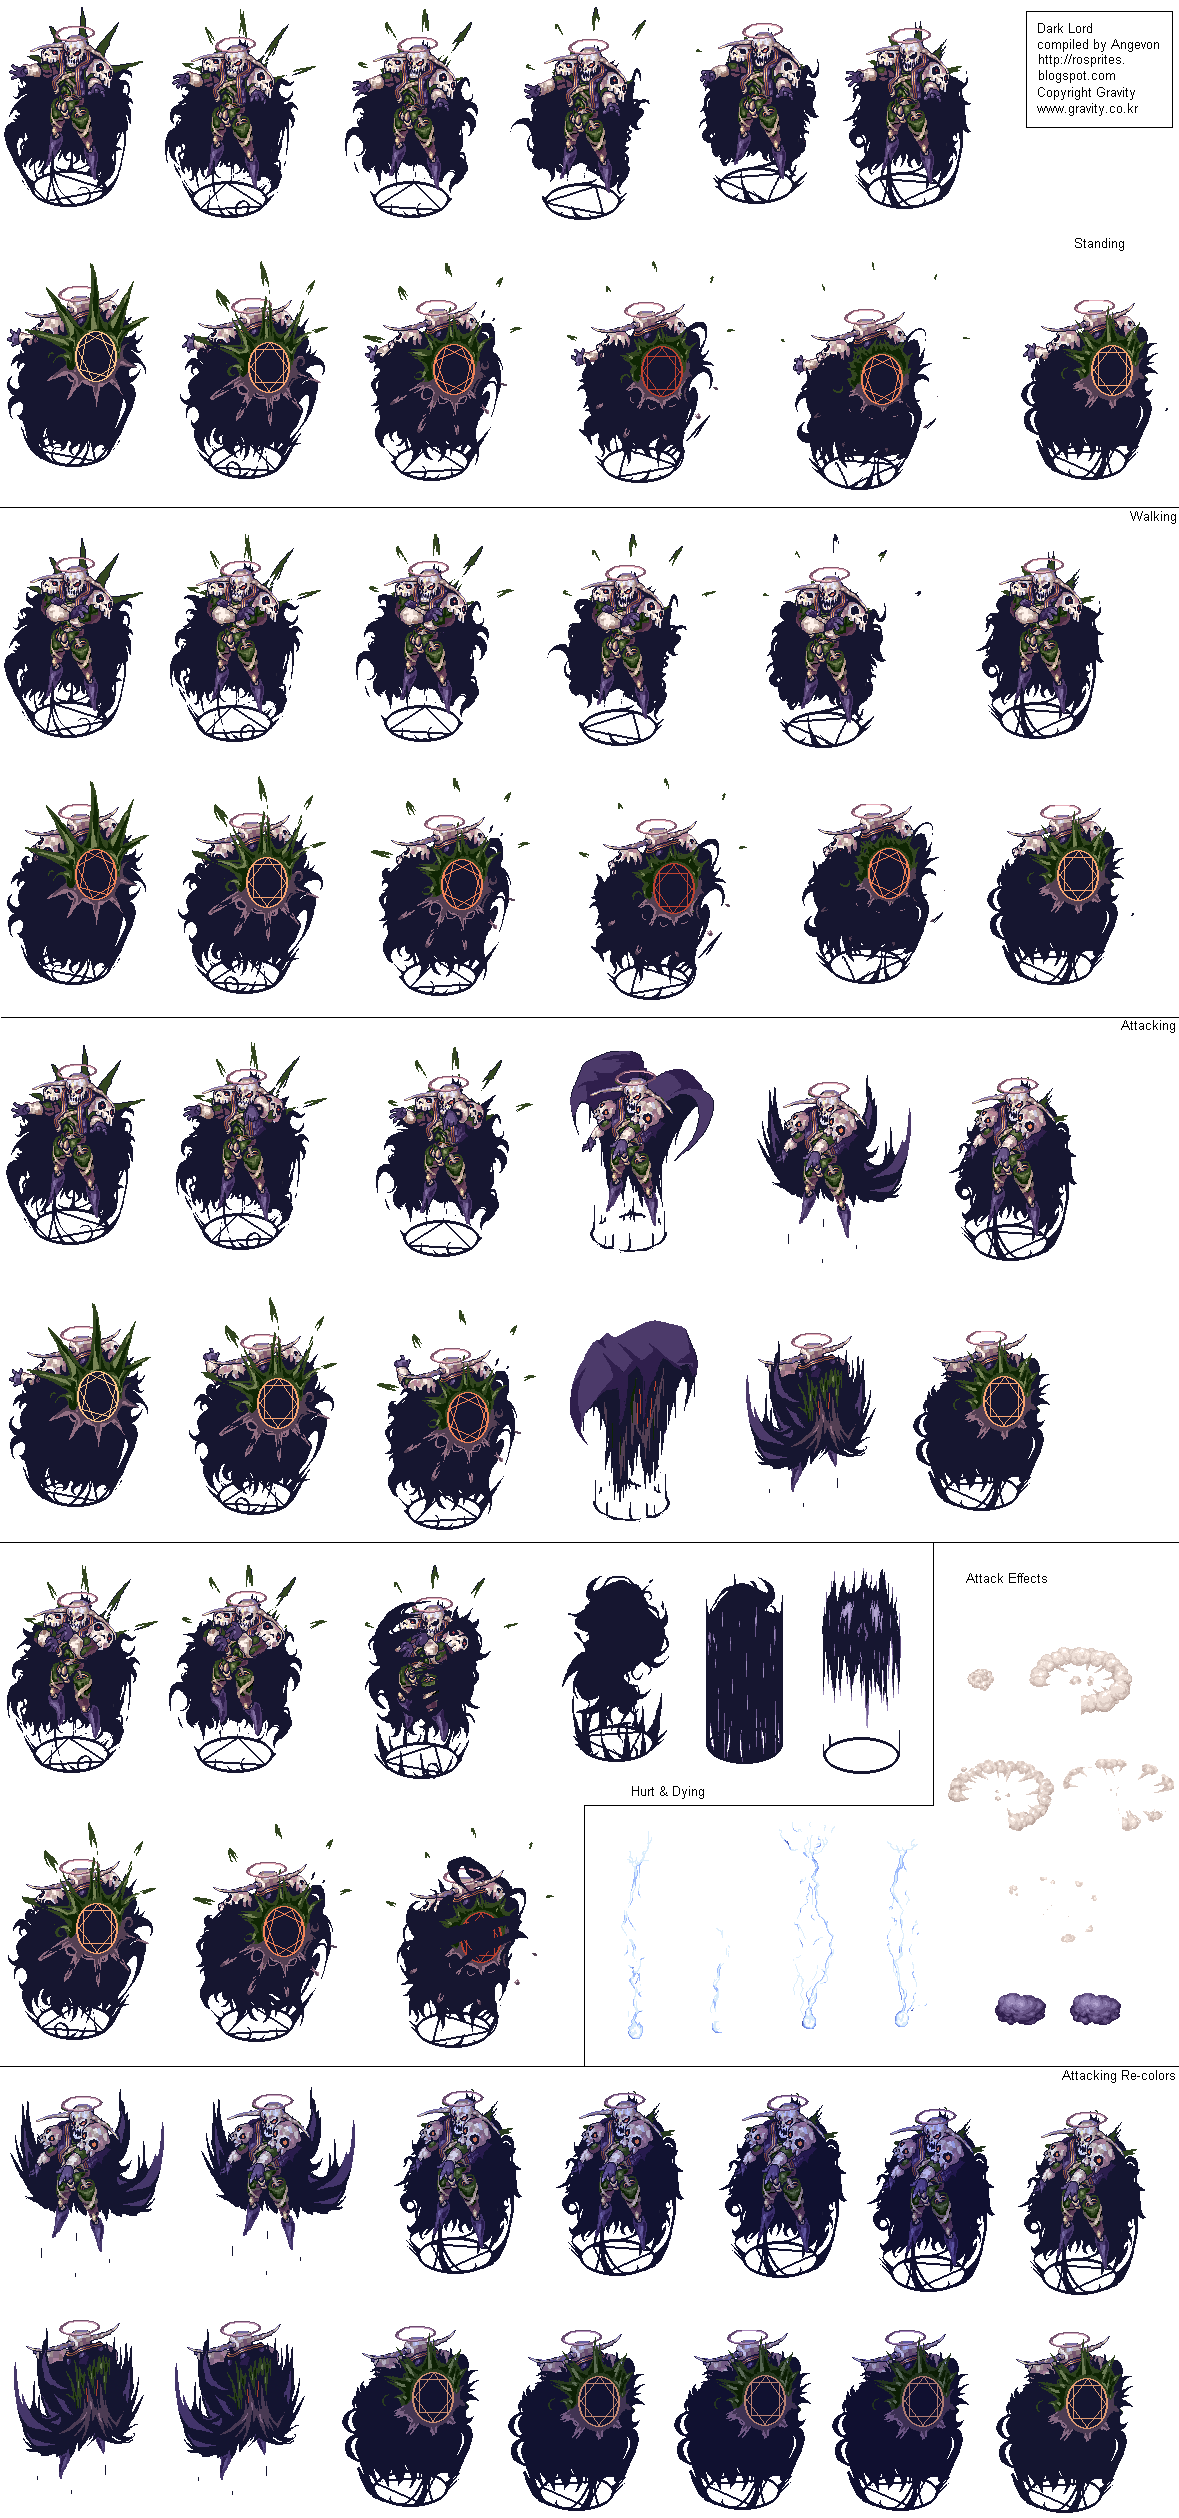 Dark Lord
compiled by Angevon
http://rosprites.
blogspot.com
Copyright Gravity
www.gravity.co.kr
Standing
Walking
Attacking
Attack Effects
Hurt & Dying
Attacking Re-colors